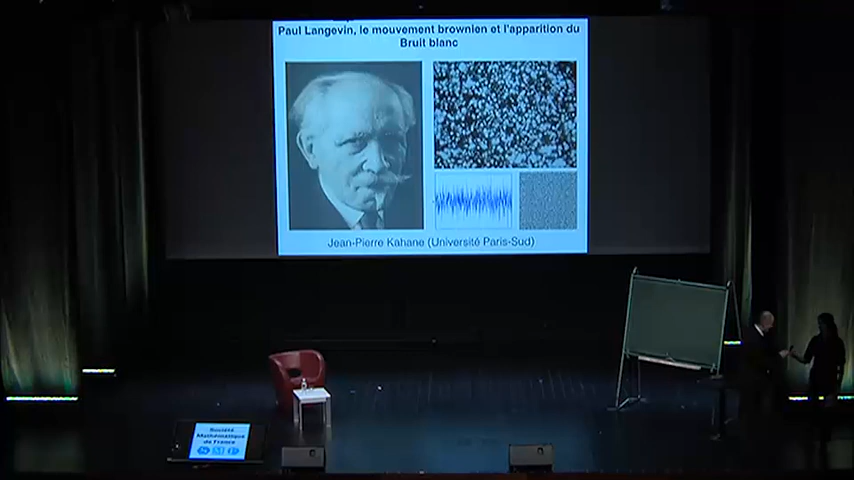 Paul Langevin, le mouvement brownien et l'apparition du
Bruit blanc
Jean-Pierre Kahane (Université Paris-Sud)
Société
Mathématique
de France